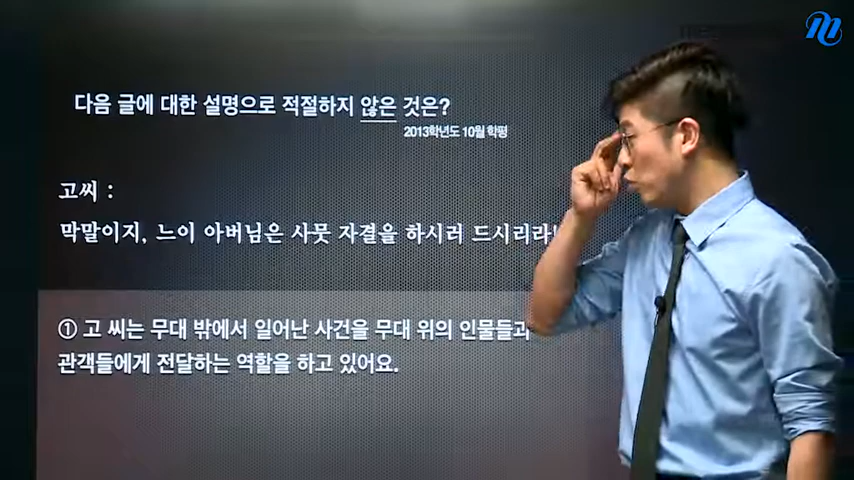 다음 글에 대한 설명으로 적절하지 않은 것은?
2013학년도 10월 학평
고씨 :
막말이지, 느이 아버님은 사뭇 자결을 하시러 드시리라
① 고 씨는 무대 밖에서 일어난 사건을 무대 위의 인물들과
관객들에게 전달하는 역할을 하고 있어요.